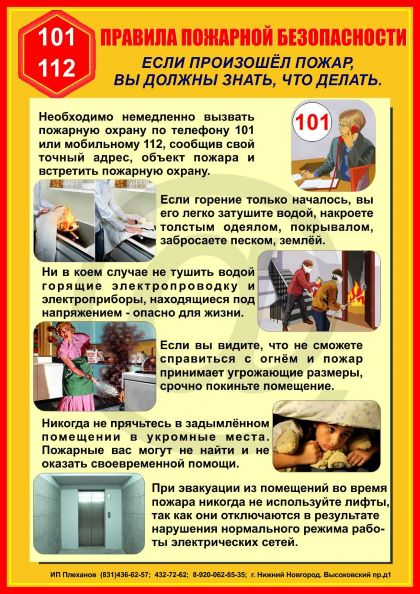 101
112
ПРАВИЛА ПОЖАРНОЙ БЕЗОПАСНОСТИ
ЕСЛИ ПРОИЗОШЁЛ ПОЖАР,
ВЫ ДОЛЖНЫ ЗНАТЬ, ЧТО ДЕЛАТЬ.
Необходимо немедленно вызвать
пожарную охрану по телефону 101
или мобильному 112, сообщив свой
точный адрес, объект пожара и
встретить пожарную охрану.
101
Если горение только началось, вы
его легко затушите водой, накроете
толстым одеялом, покрывалом,
забросаете песком, землёй.
Ни в коем случае не тушить водой
горящие электропроводку и
электроприборы, находящиеся под
напряжением - опасно для жизни.
Если вы видите, что не сможете
справиться с огнём и пожар
принимает угрожающие размеры,
срочно покиньте помещение.
Никогда не прячьтесь в задымлённом
помещении в укромные места.
Пожарные вас могут не найти и не
оказать своевременной помощи.
При эвакуации из помещений во время
пожара никогда не используйте лифты,
так как они отключаются в результате
нарушения нормального режима рабо-
ты электрических сетей.
ИП Плеханов (831)436-62-57; 432-72-62; 8-920-062-85-35; г. Нижний Новгород. Высоковский пр.д1